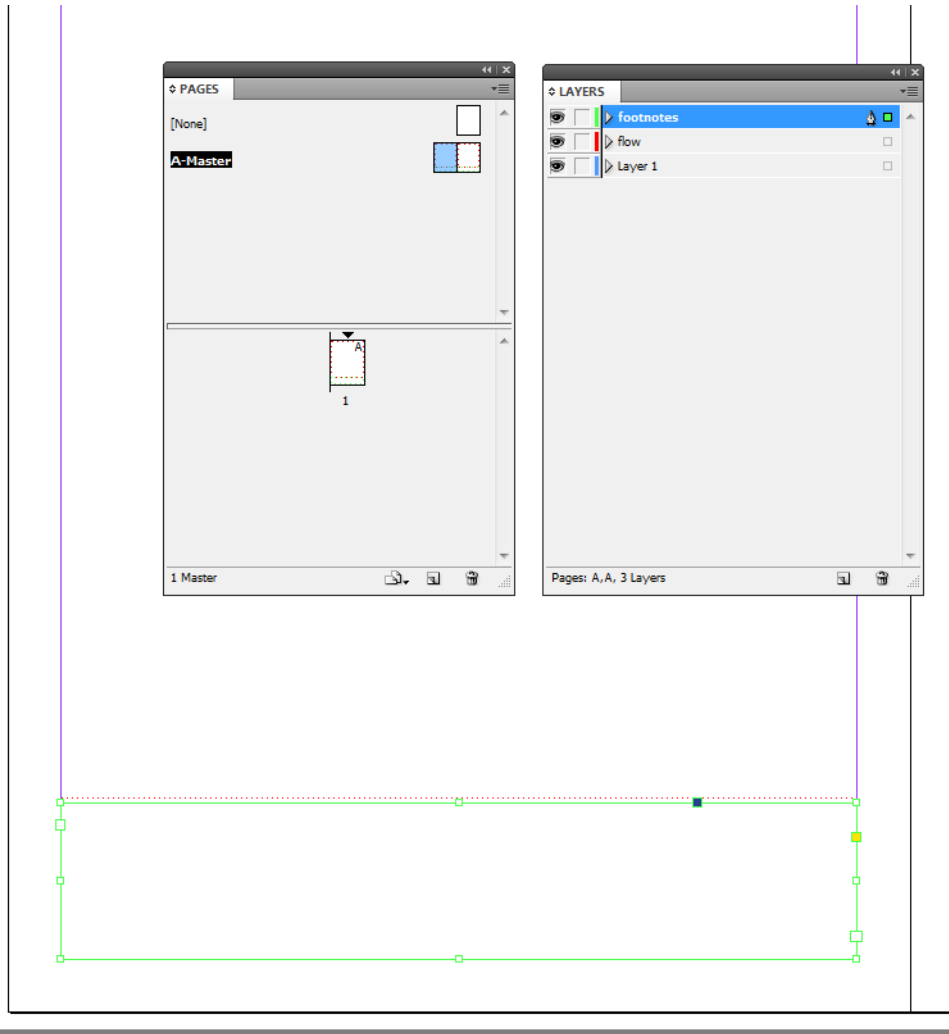 PAGES
[None]
A-Master
A
1
1 Master
LAYERS
footnotes
flow
Layer 1
Pages: A,A, 3 Layers